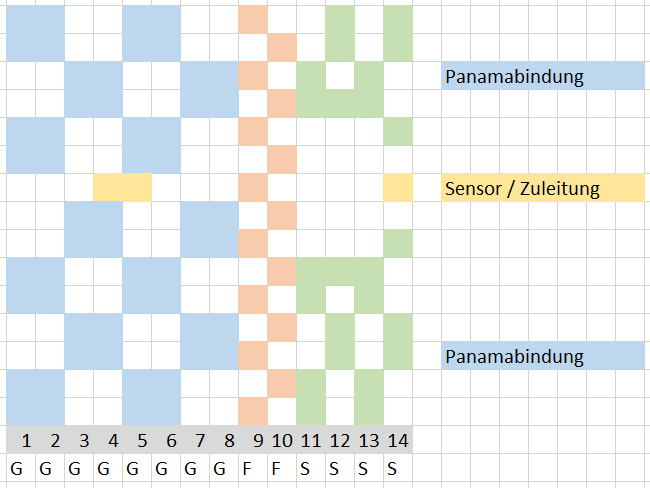 Panamabindung
Sensor / Zuleitung
Panamabindung
1 2 3 4 5 6 7 8 9 10 11 12 13 14
G G G G G G G G F F S S S S